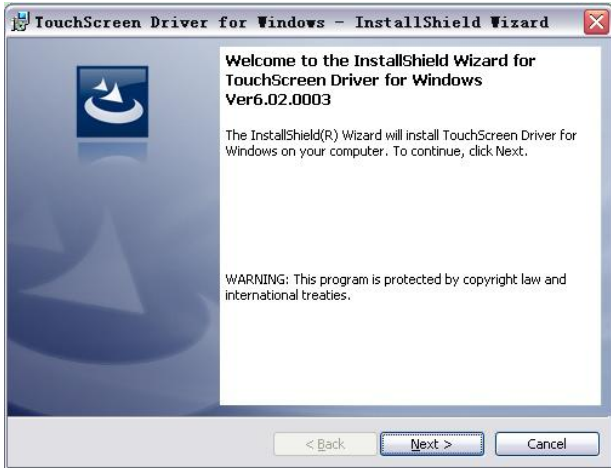 TouchScreen Driver for Windows - InstallShield Wizard
Welcome to the InstallShield Wizard for
TouchScreen Driver for Windows
Ver6.02.0003
The InstallShield(R) Wizard will install TouchScreen Driver for
Windows on your computer. To continue, click Next.
WARNING: This program is protected by copyright law and
international treaties.
< Back
Next >
Cancel